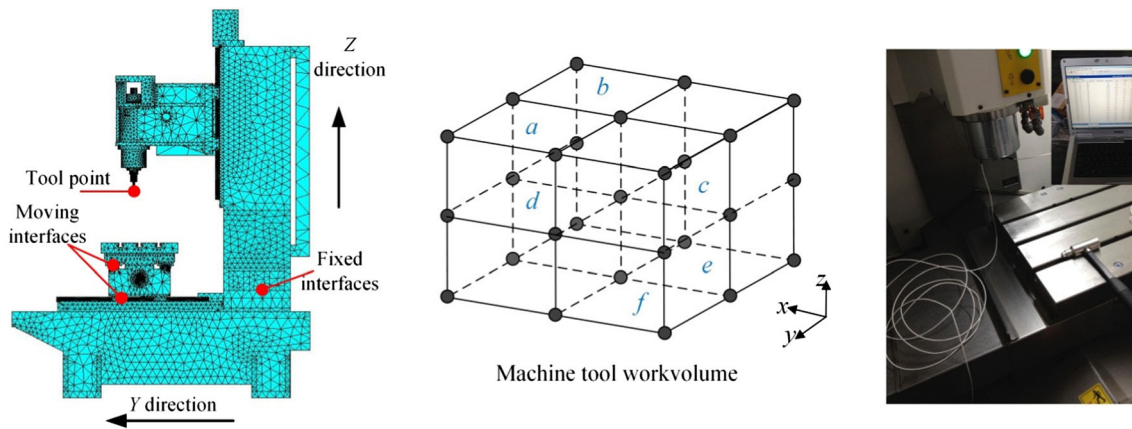 Z
direction
Tool point
Moving
interfaces
Fixed
interfaces
Y direction
b
a
c
d
e
f
z
x
y
Machine tool workvolume